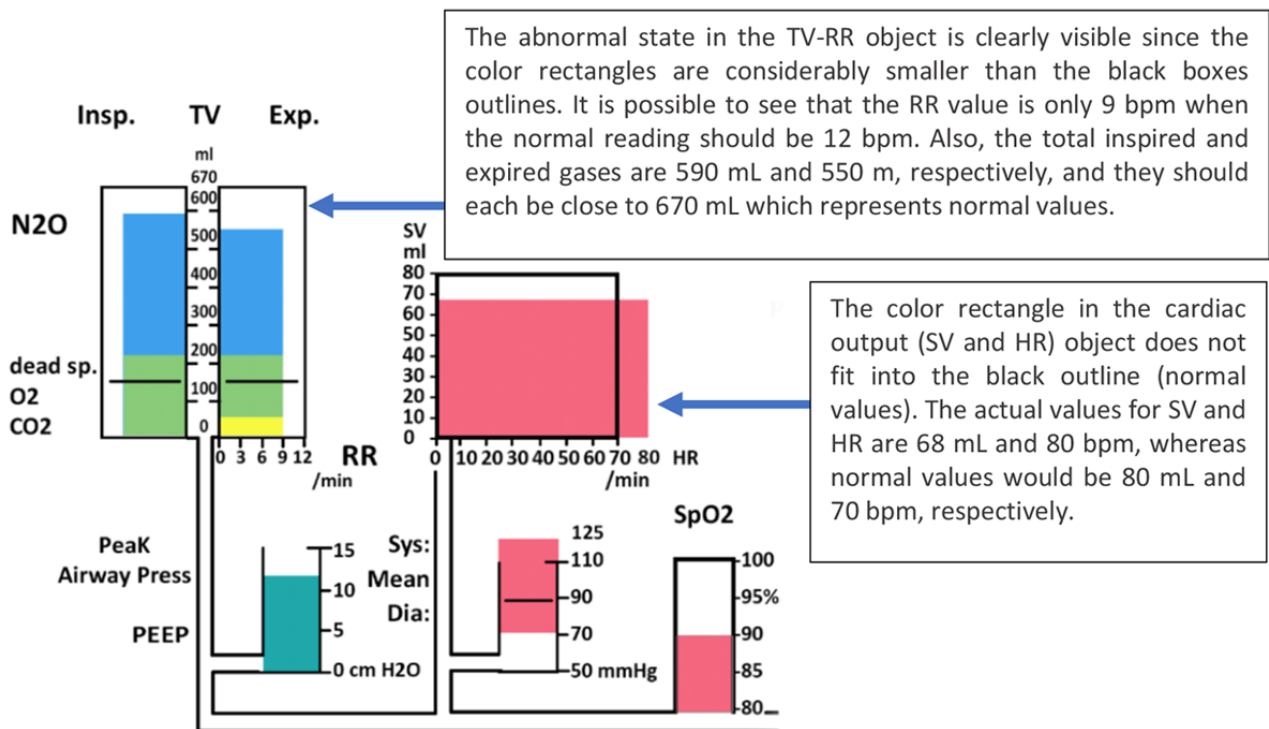 The abnormal state in the TV-RR object is clearly visible since the
color rectangles are considerably smaller than the black boxes
outlines. It is possible to see that the RR value is only 9 bpm when
the normal reading should be 12 bpm. Also, the total inspired and
expired gases are 590 mL and 550 m, respectively, and they should
each be close to 670 mL which represents normal values.
Insp. TV Exp.
ml
670
600
N2O
500
400
300
200
dead sp.
100
O2
CO2
0
0 3 6 9 12
RR
/min
SV
ml
80
70
60
50
40
30
20
10
0
0 10 20 30 40 50 60 70 80 HR
/min
The color rectangle in the cardiac
output (SV and HR) object does not
fit into the black outline (normal
values). The actual values for SV and
HR are 68 mL and 80 bpm, whereas
normal values would be 80 mL and
70 bpm, respectively.
PeaK
Airway Press
PEEP
15
10
5
0 cm H2O
Sys:
Mean
Dia:
125
110
90
70
50 mmHg
SpO2
100
95%
90
85
80